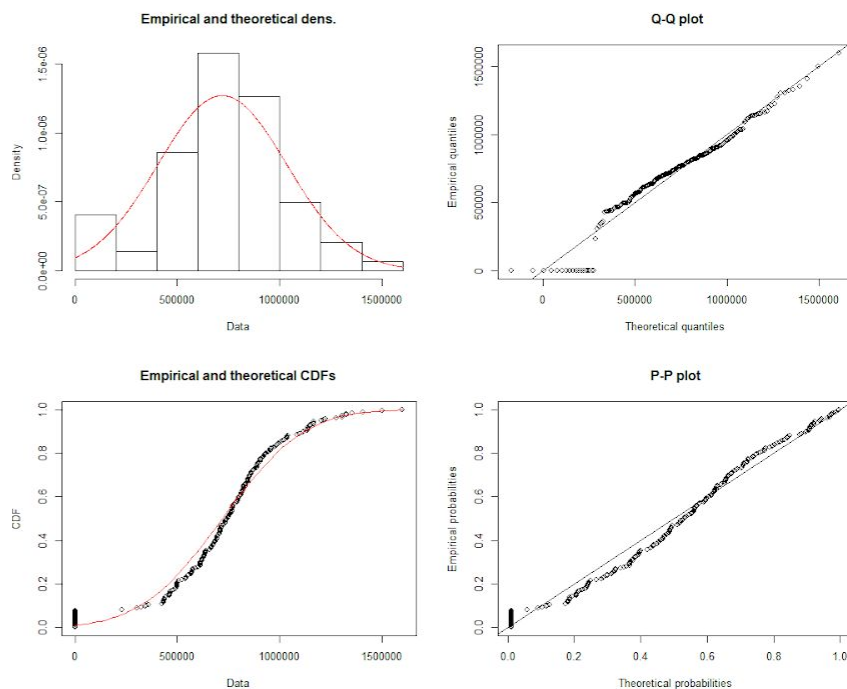 Empirical and theoretical dens.
Density
0.0e+00 5.0e-07 1.0e-06 1.5e-06
0 500000 1000000 1500000
Data
Q-Q plot
Empirical quantiles
0 500000 1000000 1500000
0 500000 1000000 1500000
Theoretical quantiles
Empirical and theoretical CDFs
CDF
0.0 0.2 0.4 0.6 0.8 1.0
0 500000 1000000 1500000
Data
P-P plot
Empirical probabilities
0.0 0.2 0.4 0.6 0.8 1.0
0.0 0.2 0.4 0.6 0.8 1.0
Theoretical probabilities